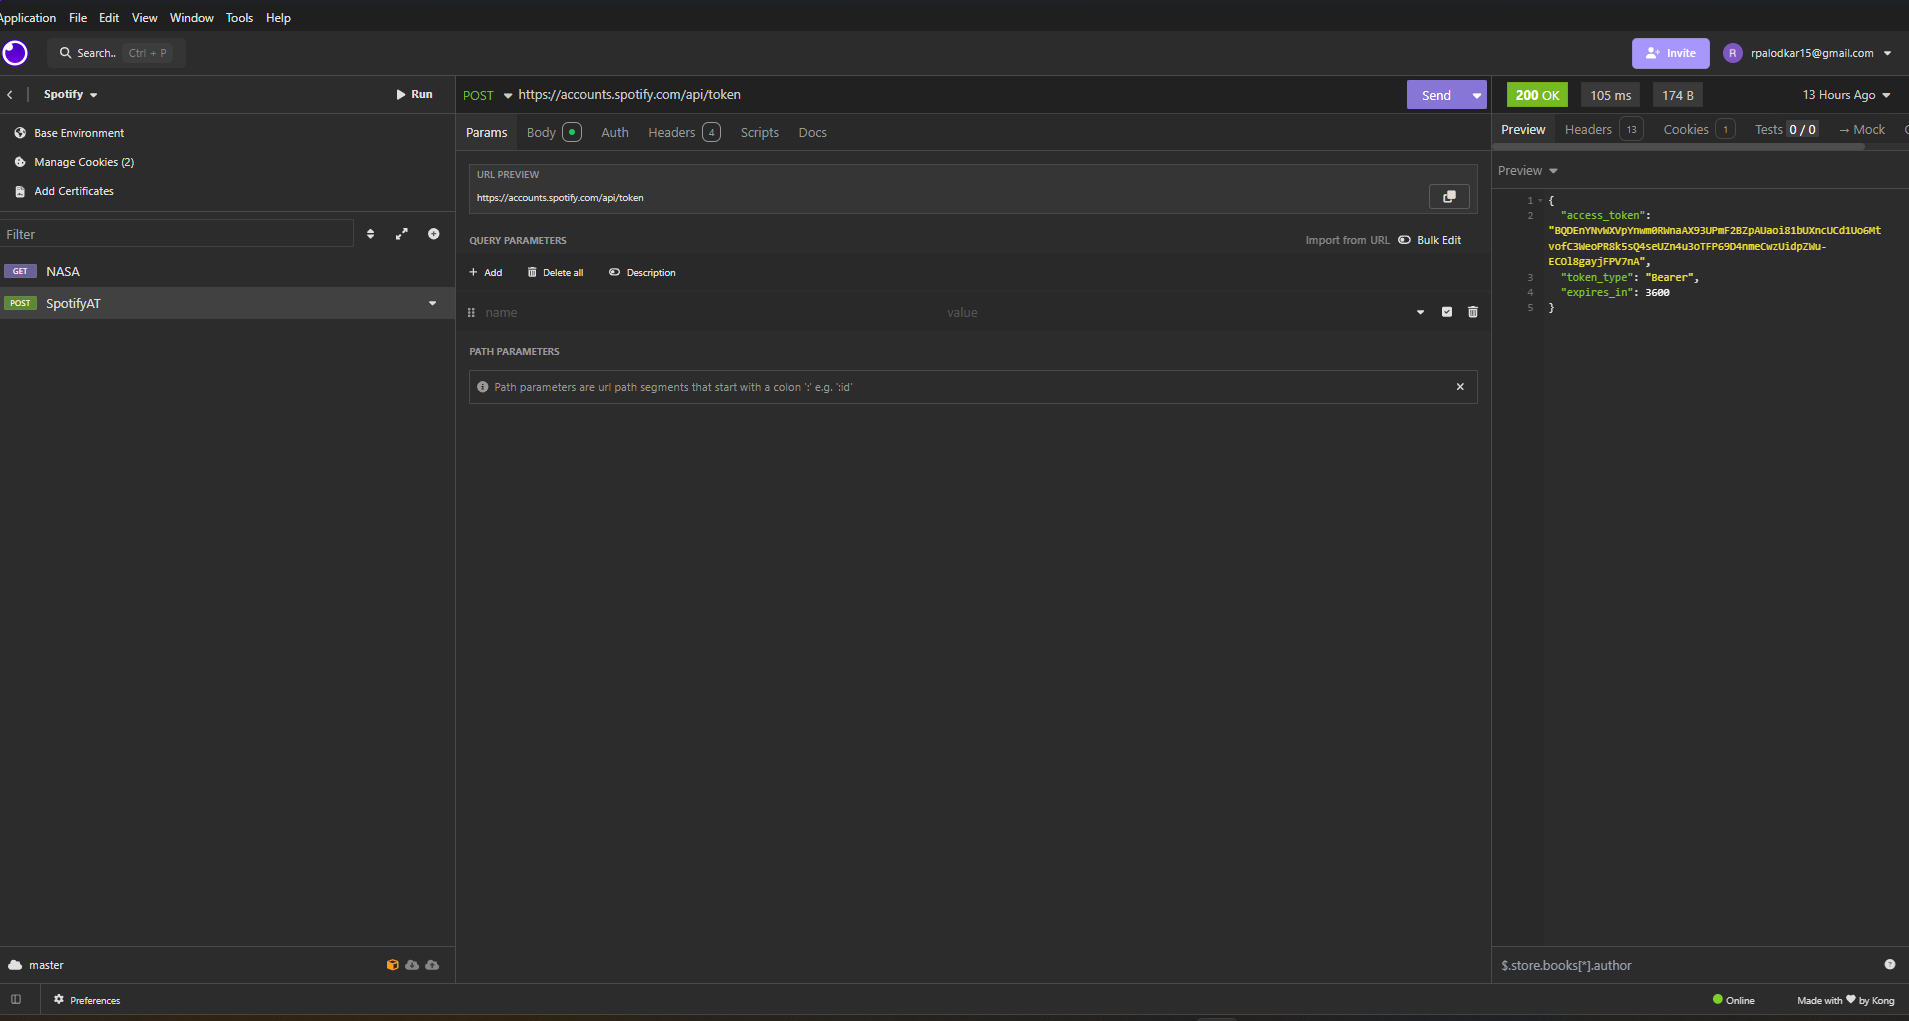 Application File Edit View Window Tools Help
Search.. Ctrl + P
Invite
R rpalodkar15@gmail.com
Spotify
Run
Base Environment
Manage Cookies (2)
Add Certificates
Filter
GET NASA
POST SpotifyAT
POST https://accounts.spotify.com/api/token
Send
Params Body Auth Headers 4 Scripts Docs
URL PREVIEW
https://accounts.spotify.com/api/token
QUERY PARAMETERS
Import from URL Bulk Edit
Add Delete all Description
name value
PATH PARAMETERS
Path parameters are url path segments that start with a colon ':' e.g. ':id'
200 OK 105 ms 174 B 13 Hours Ago
Preview Headers 13 Cookies 1 Tests 0 / 0 → Mock
Preview
1 {
2 "access_token":
"BQDEnYNvWXVpYnwm0RWnaAX93UPmF2BZpAUaoi81bUXncUCd1Uo6Mt
vofC3WeoPR8k5sQ4seUZn4u3oTFP69D4nmeCwzUidpZWu-
ECOl8gayjFPV7nA",
3 "token_type": "Bearer",
4 "expires_in": 3600
5 }
master
$.store.books[*].author
Preferences
Online
Made with ♥ by Kong